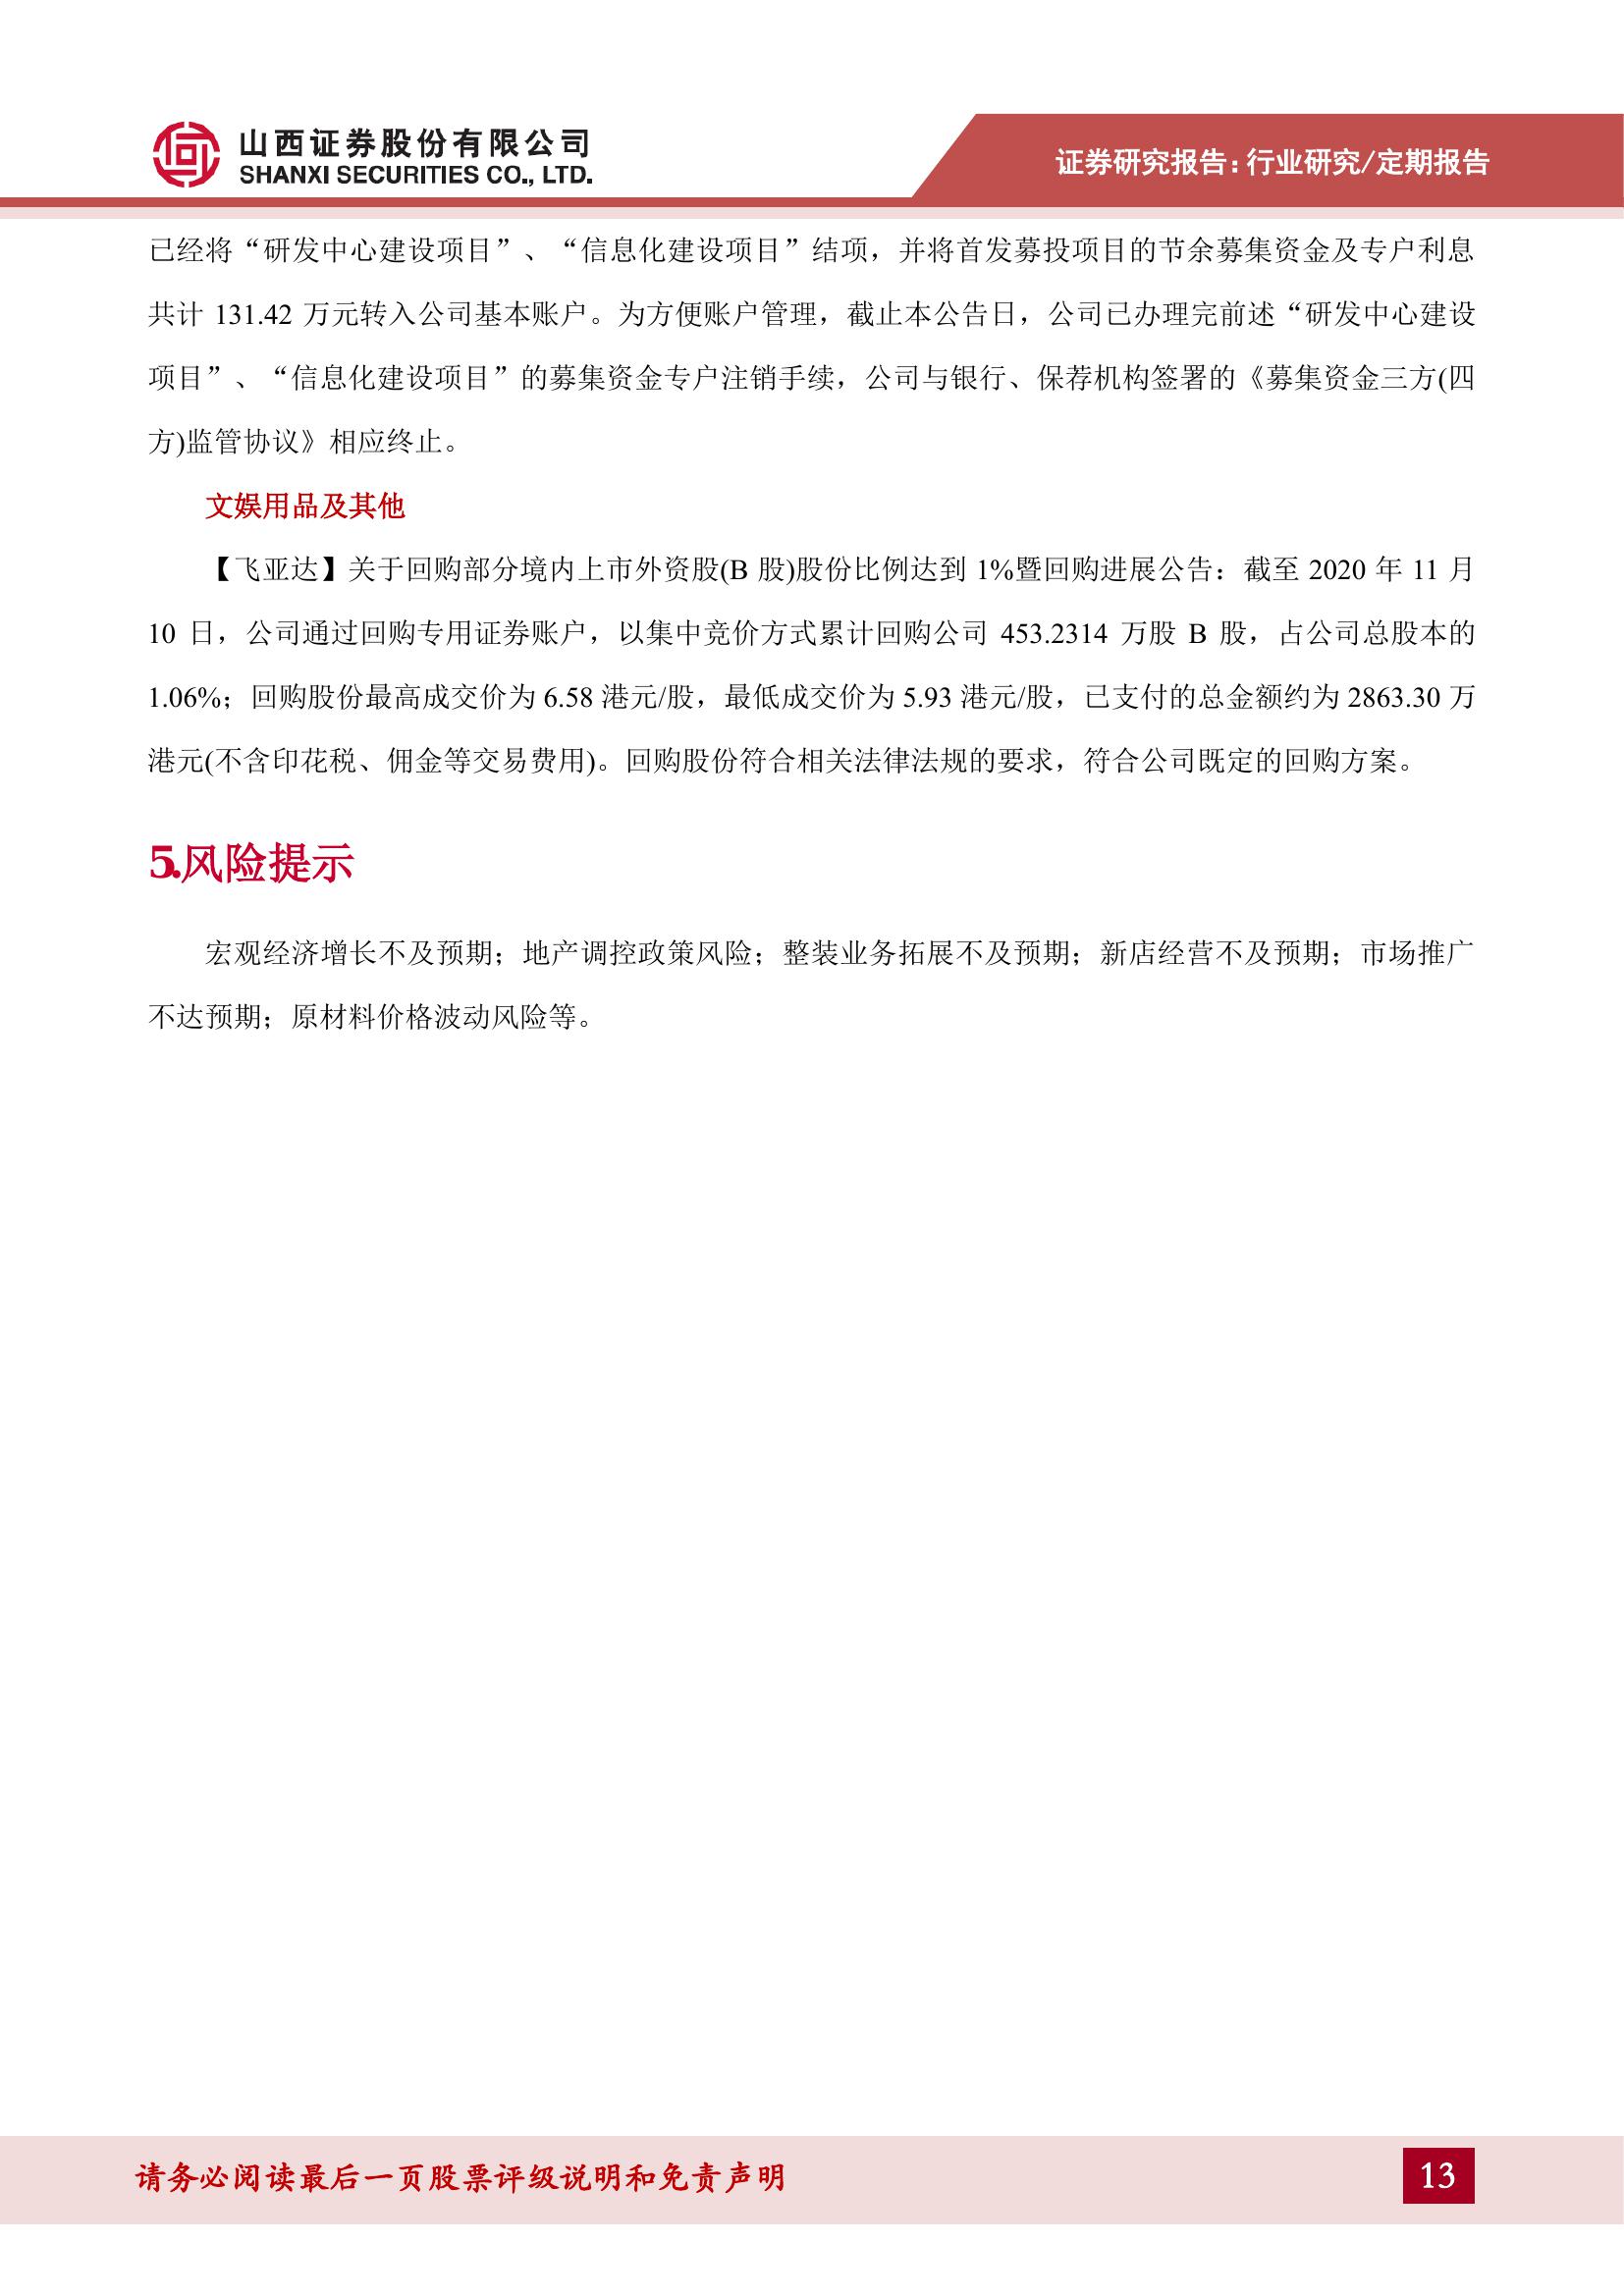 山西证券股份有限公司
SHANXI SECURITIES CO., LTD.
证券研究报告：行业研究/定期报告
已经将“研发中心建设项目”、“信息化建设项目”结项，并将首发募投项目的节余募集资金及专户利息
共计 131.42 万元转入公司基本账户。为方便账户管理，截止本公告日，公司已办理完前述“研发中心建设
项目”、“信息化建设项目”的募集资金专户注销手续，公司与银行、保荐机构签署的《募集资金三方(四
方)监管协议》相应终止。
文娱用品及其他
【飞亚达】关于回购部分境内上市外资股(B 股)股份比例达到 1%暨回购进展公告：截至 2020 年 11 月
10 日，公司通过回购专用证券账户，以集中竞价方式累计回购公司 453.2314 万股 B 股，占公司总股本的
1.06%；回购股份最高成交价为 6.58 港元/股，最低成交价为 5.93 港元/股，已支付的总金额约为 2863.30 万
港元(不含印花税、佣金等交易费用)。回购股份符合相关法律法规的要求，符合公司既定的回购方案。
5.风险提示
宏观经济增长不及预期；地产调控政策风险；整装业务拓展不及预期；新店经营不及预期；市场推广
不达预期；原材料价格波动风险等。
请务必阅读最后一页股票评级说明和免责声明
13